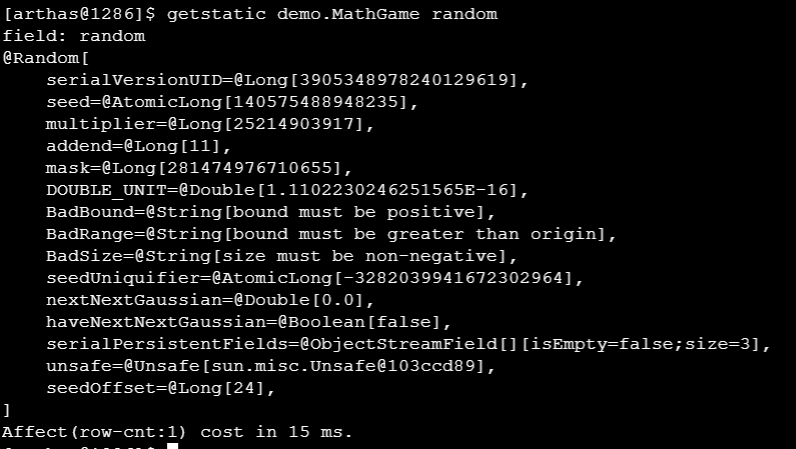 [arthas@1286]$ getstatic demo.MathGame random
field: random
@Random[
    serialVersionUID=@Long[3905348978240129619],
    seed=@AtomicLong[140575488948235],
    multiplier=@Long[25214903917],
    addend=@Long[11],
    mask=@Long[281474976710655],
    DOUBLE_UNIT=@Double[1.1102230246251565E-16],
    BadBound=@String[bound must be positive],
    BadRange=@String[bound must be greater than origin],
    BadSize=@String[size must be non-negative],
    seedUniquifier=@AtomicLong[-3282039941672302964],
    nextNextGaussian=@Double[0.0],
    haveNextNextGaussian=@Boolean[false],
    serialPersistentFields=@ObjectStreamField[][isEmpty=false;size=3],
    unsafe=@Unsafe[sun.misc.Unsafe@103ccd89],
    seedOffset=@Long[24],
]
Affect(row-cnt:1) cost in 15 ms.